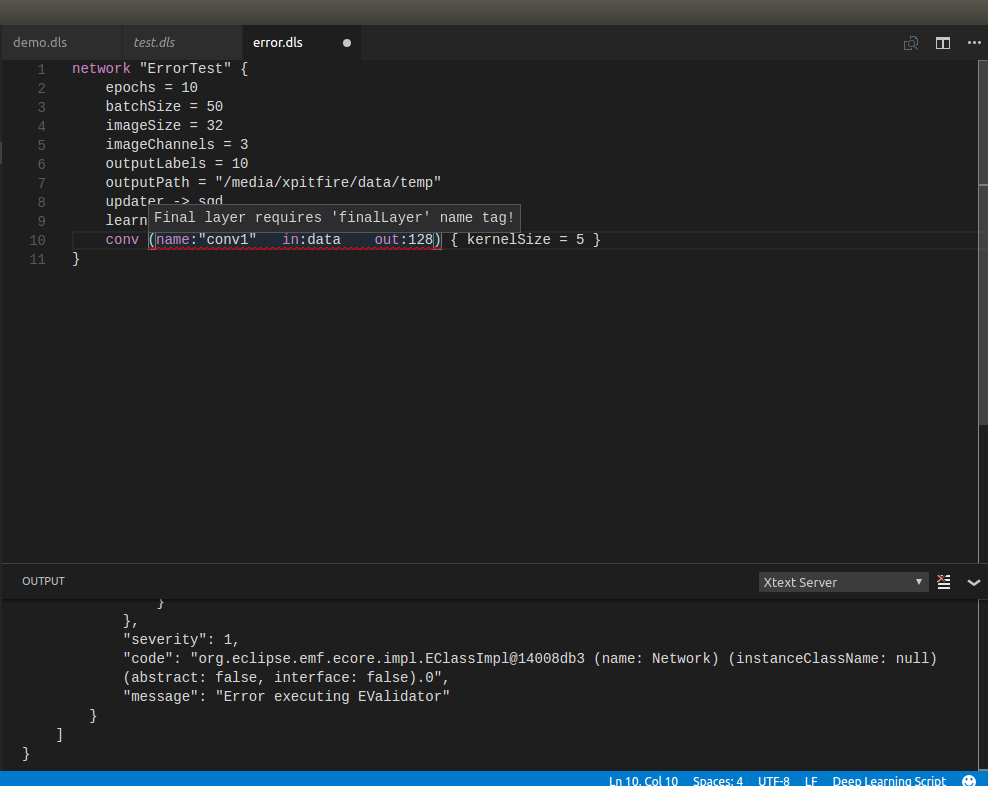 demo.dls test.dls error.dls
1 network "ErrorTest" {
2 epochs = 10
3 batchSize = 50
4 imageSize = 32
5 imageChannels = 3
6 outputLabels = 10
7 outputPath = "/media/xpitfire/data/temp"
8 updater -> sgd
Final layer requires 'finalLayer' name tag!
9 learn
10 conv (name:"conv1" in:data out:128) { kernelSize = 5 }
11 }
OUTPUT Xtext Server
}
},
"severity": 1,
"code": "org.eclipse.emf.ecore.impl.EClassImpl@14008db3 (name: Network) (instanceClassName: null)
(abstract: false, interface: false).0",
"message": "Error executing EValidator"
}
]
}
Ln 10, Col 10 Spaces: 4 UTF-8 LF Deep Learning Script